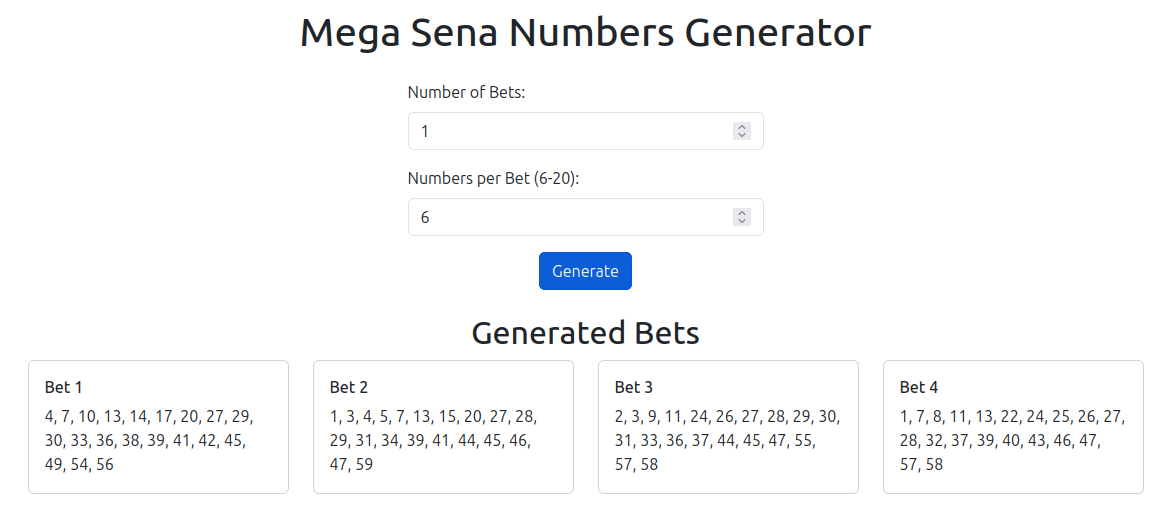 Mega Sena Numbers Generator
Number of Bets:
1
Numbers per Bet (6-20):
6
Generate
Generated Bets
Bet 1
4, 7, 10, 13, 14, 17, 20, 27, 29,
30, 33, 36, 38, 39, 41, 42, 45,
49, 54, 56
Bet 2
1, 3, 4, 5, 7, 13, 15, 20, 27, 28,
29, 31, 34, 39, 41, 44, 45, 46,
47, 59
Bet 3
2, 3, 9, 11, 24, 26, 27, 28, 29, 30,
31, 33, 36, 37, 44, 45, 47, 55,
57, 58
Bet 4
1, 7, 8, 11, 13, 22, 24, 25, 26, 27,
28, 32, 37, 39, 40, 43, 46, 47,
57, 58